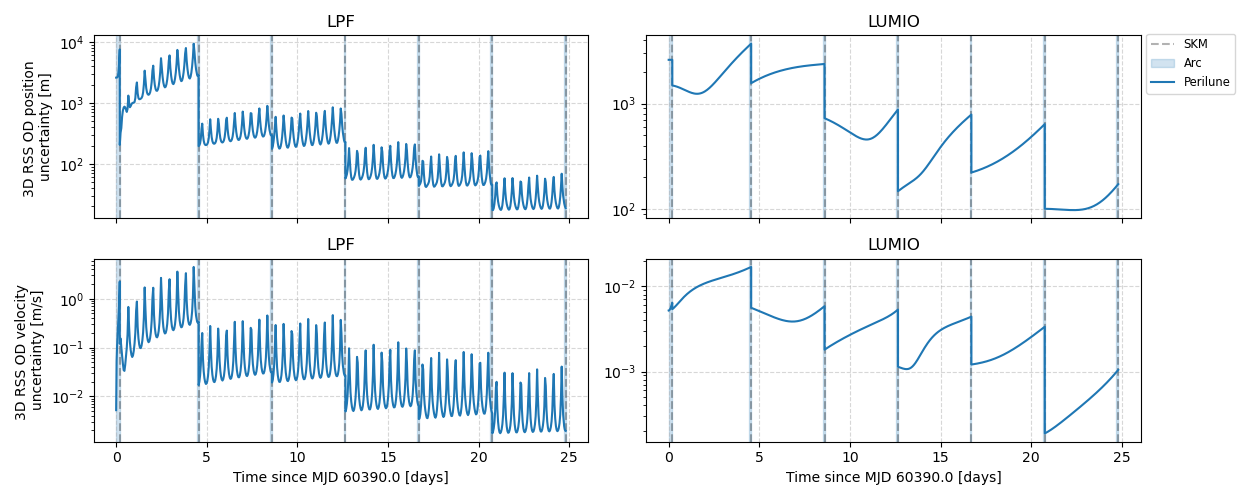 LPF
LUMIO
3D RSS OD position
uncertainty [m]
10^4
10^3
10^2
10^3
10^2
SKM
Arc
Perilune
LPF
LUMIO
3D RSS OD velocity
uncertainty [m/s]
10^0
10^-1
10^-2
10^-2
10^-3
0 5 10 15 20 25
0 5 10 15 20 25
Time since MJD 60390.0 [days]
Time since MJD 60390.0 [days]